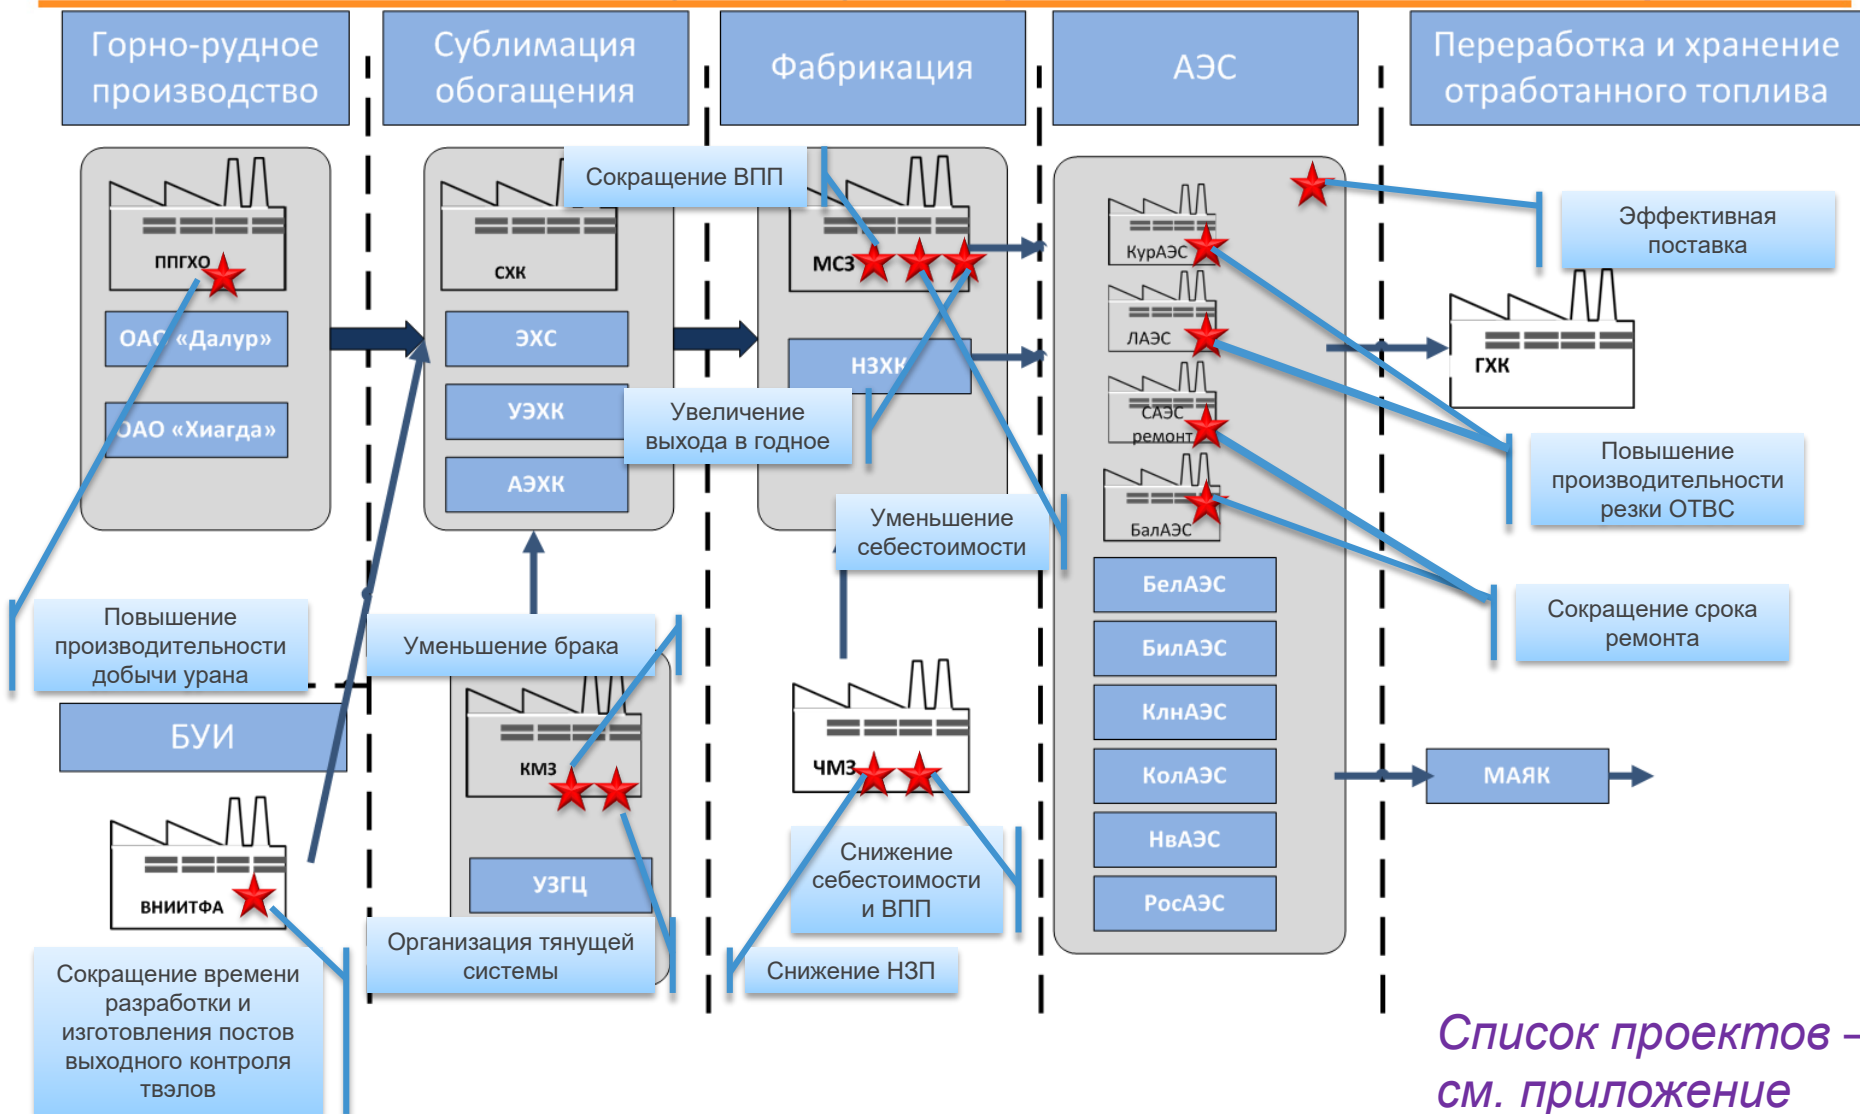 Горно-рудное
производство
Сублимация
обогащения
Фабрикация
АЭС
Переработка и хранение
отработанного топлива
ППГХО
ОАО «Далур»
ОАО «Хиагда»
Повышение
производительности
добычи урана
БУИ
ВНИИТФА
Сокращение времени
разработки и
изготовления постов
выходного контроля
твэлов
СХК
ЭХС
УЭХК
АЭХК
Уменьшение брака
КМЗ
УЗГЦ
Организация тянущей
системы
Сокращение ВПП
МСЗ
НЗХК
Увеличение
выхода в годное
Уменьшение
себестоимости
ЧМЗ
Снижение
себестоимости
и ВПП
Снижение НЗП
КурАЭС
ЛАЭС
САЭС
ремонт
БалАЭС
БелАЭС
БилАЭС
КлнАЭС
КолАЭС
НвАЭС
РосАЭС
Эффективная
поставка
ГХК
Повышение
производительности
резки ОТВС
Сокращение срока
ремонта
МАЯК
Список проектов –
см. приложение